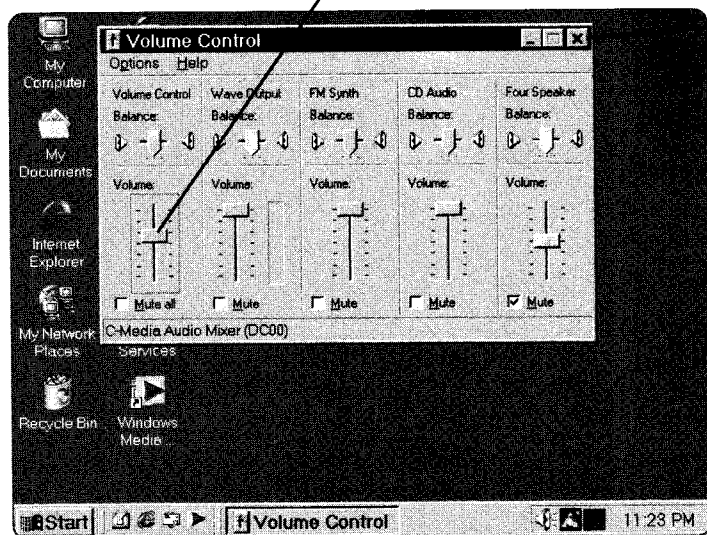 My
Computer
My
Documents
Internet
Explorer
My Network
Places
Recycle Bin
Services
Windows
Media ...
Volume Control
Options Help
Volume Control Wave Output FM Synth CD Audio Four Speaker
Balance: Balance: Balance: Balance: Balance:
Volume: Volume: Volume: Volume: Volume:
Mute all Mute Mute Mute Mute
C-Media Audio Mixer (DC00)
Start Volume Control 11:23 PM